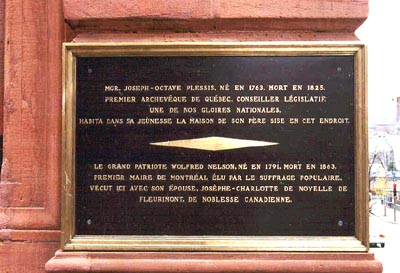 MGR. JOSEPH-OCTAVE PLESSIS, NÉ EN 1763, MORT EN 1825.
PREMIER ARCHEVÊQUE DE QUÉBEC, CONSEILLER LÉGISLATIF
UNE DE NOS GLOIRES NATIONALES.
HABITA DANS SA JEUNESSE LA MAISON DE SON PÈRE SISE EN CET ENDROIT.
LE GRAND PATRIOTE WOLFRED NELSON, NÉ EN 1791, MORT EN 1863,
PREMIER MAIRE DE MONTRÉAL ÉLU PAR LE SUFFRAGE POPULAIRE,
VÉCUT ICI AVEC SON ÉPOUSE, JOSÈPHE-CHARLOTTE DE NOYELLE DE
FLEURIMONT, DE NOBLESSE CANADIENNE.